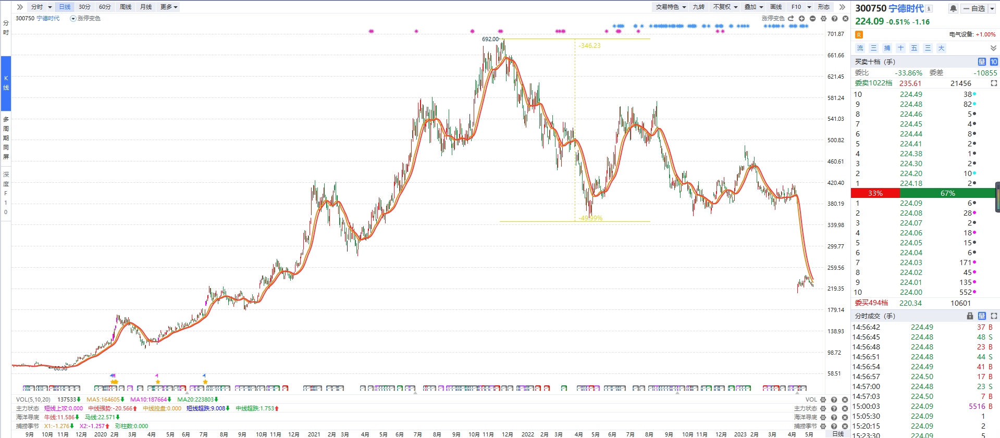 分时 日线 30分 60分 周线 月线 更多
交易特色 九转 不复权 叠加 画线 F10 形态
300750 宁德时代 涨停变色
涨停变色
分时
K线
多周期同屏
深度F10
692.00
-346.23
-49.99%
701.87
661.66
621.45
581.24
541.03
500.82
460.61
420.40
380.19
339.98
299.77
259.56
219.35
179.14
138.93
98.72
58.51
VOL(5,10,20) 137533 MA5:164605 MA10:187664 MA20:223803
VOL
主力状态 短线上攻:0.000 中线强势:-20.566 中线控盘:0.000 短线超跌:9.008 中线超跌:1.753
主力状态
海洋寻底 牛线:11.586 马线:22.571
海洋寻底
捕捞季节 X1:-1.276 X2:-1.257 彩柱数:0.000
捕捞季节
9月 10月 11月 12月 2020 2月 3月 4月 5月 6月 7月 8月 9月 10月 11月 12月 2021 2月 3月 4月 5月 6月 7月 8月 9月 10月 11月 12月 2022 2月 3月 4月 5月 6月 7月 8月 9月 10月 11月 12月 2023 2月 3月 4月 5月
日线
300750 宁德时代
自选
224.09 -0.51% -1.16
R
电气设备: +1.00%
流 三 捕 十 五 三 大
买卖十档 (手) 量 10
委比 -33.86% 委差 -10855
委卖1022档 235.61 21456
10 224.49 38
9 224.48 82
8 224.46 5
7 224.45 4
6 224.44 8
5 224.41 2
4 224.38 1
3 224.30 2
2 224.20 10
1 224.18 2
33% 67%
1 224.09 6
2 224.08 28
3 224.07 2
4 224.06 18
5 224.05 15
6 224.04 6
7 224.03 171
8 224.02 45
9 224.01 135
10 224.00 552
委买494档 220.34 10601
分时成交 (手) 量
14:56:42 224.49 37 B
14:56:45 224.48 48 S
14:56:48 224.48 23 B
14:56:51 224.48 44 S
14:56:54 224.49 41 B
14:56:57 224.50 17 B
14:57:00 224.48 23 S
14:57:03 224.50 7 B
15:00:03 224.09 5516 B
15:05:30 224.09 1
15:20:15 224.09 2
15:23:30 224.09 5